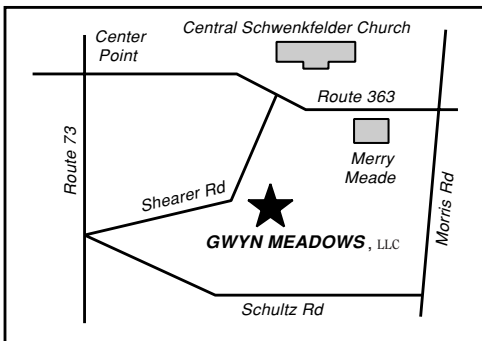 Central Schwenkfelder Church
Center
Point
Route 363
Route 73
Merry
Meade
Shearer Rd
Morris Rd
GWYN MEADOWS, LLC
Schultz Rd